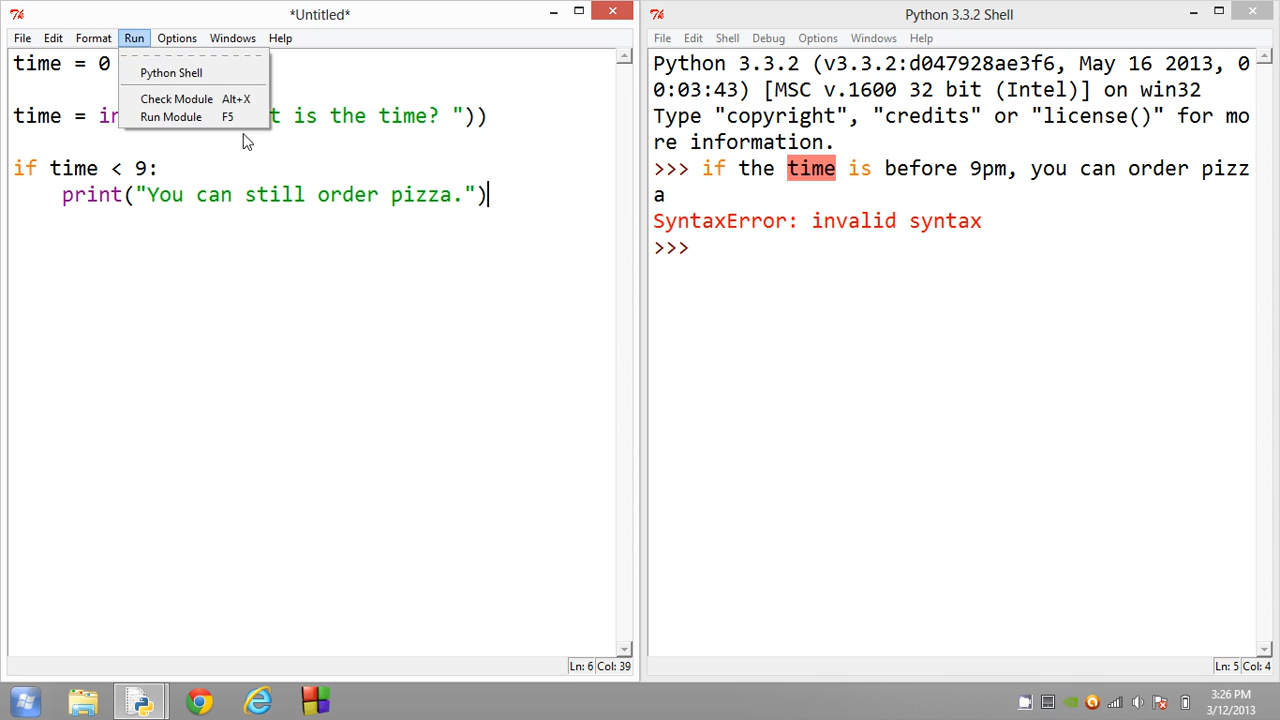 *Untitled*
File Edit Format Run Options Windows Help
Python Shell
Check Module Alt+X
Run Module F5
time = 0
time = in t is the time? "))
if time < 9:
print("You can still order pizza.")
Ln: 6 Col: 39
Python 3.3.2 Shell
File Edit Shell Debug Options Windows Help
Python 3.3.2 (v3.3.2:d047928ae3f6, May 16 2013, 0
0:03:43) [MSC v.1600 32 bit (Intel)] on win32
Type "copyright", "credits" or "license()" for mo
re information.
>>> if the time is before 9pm, you can order pizz
a
SyntaxError: invalid syntax
>>>
Ln: 5 Col: 4
3:26 PM
3/12/2013